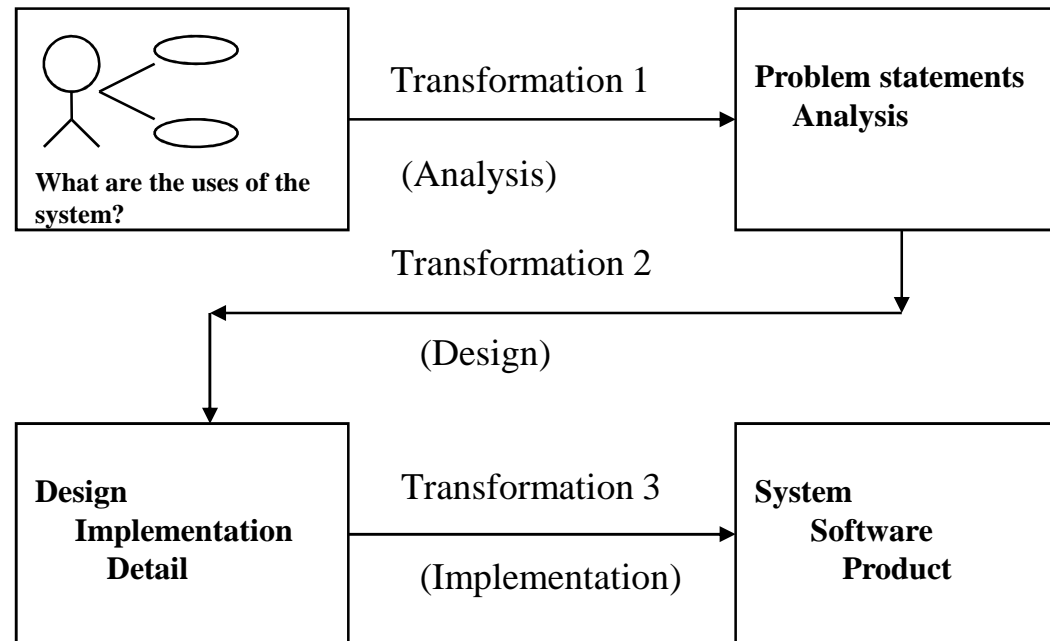 What are the uses of the
system?
Transformation 1
(Analysis)
Problem statements
Analysis
Transformation 2
(Design)
Design
Implementation
Detail
Transformation 3
(Implementation)
System
Software
Product